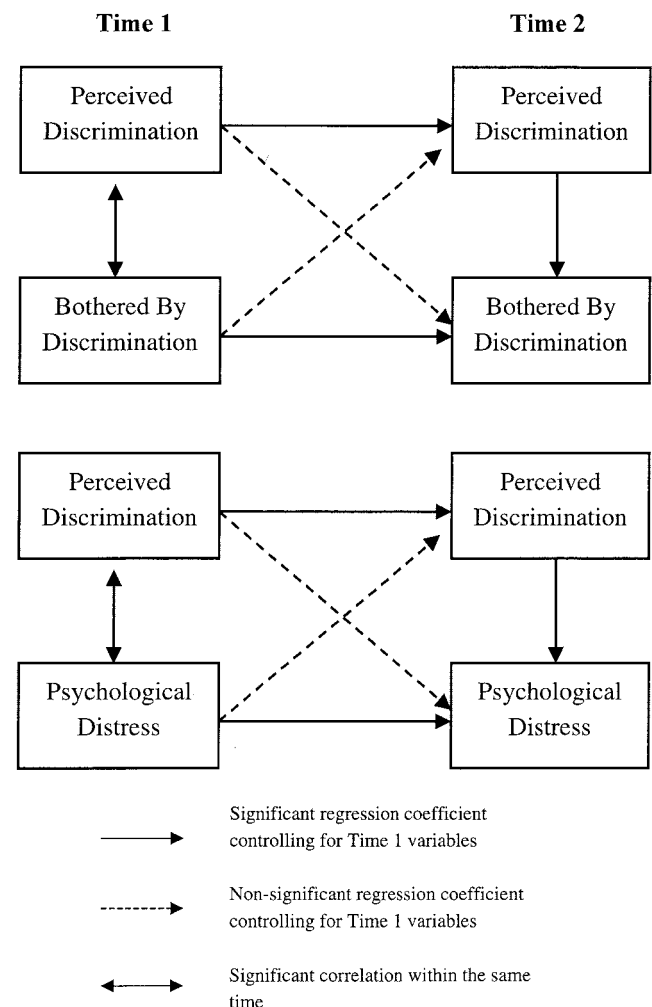 Time 1
Time 2
Perceived
Discrimination
Perceived
Discrimination
Bothered By
Discrimination
Bothered By
Discrimination
Perceived
Discrimination
Perceived
Discrimination
Psychological
Distress
Psychological
Distress
Significant regression coefficient
controlling for Time 1 variables
Non-significant regression coefficient
controlling for Time 1 variables
Significant correlation within the same
time